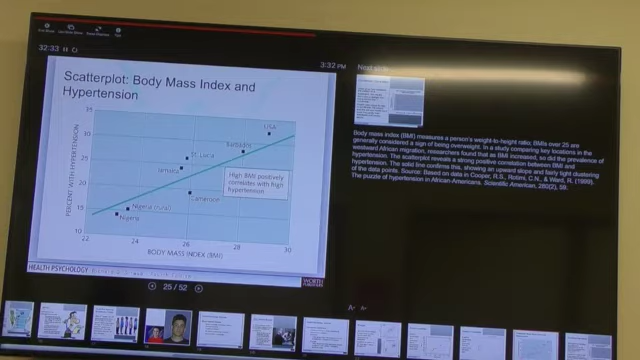 32:33
3:32 PM
Next slide
Scatterplot: Body Mass Index and
Hypertension
35
30
25
20
15
10
PERCENT WITH HYPERTENSION
USA
Barbados
St. Lucia
Jamaica
Cameroon
Nigeria (rural)
Nigeria
High BMI positively
correlates with high
hypertension
22
24
26
28
30
BODY MASS INDEX (BMI)
HEALTH PSYCHOLOGY
WORTH
25 / 52
Body mass index (BMI) measures a person's weight-to-height ratio; BMIs over 25 are
generally considered a sign of being overweight. In a study comparing key locations in the
westward African migration, researchers found that as BMI increased, so did the prevalence of
hypertension. The scatterplot reveals a strong positive correlation between BMI and
hypertension. The solid line confirms this, showing an upward slope and fairly tight clustering
of the data points. Source: Based on data in Cooper, R.S., Rotimi, C.N., & Ward, R. (1999).
The puzzle of hypertension in African Americans. Scientific American, 280(2), 59.